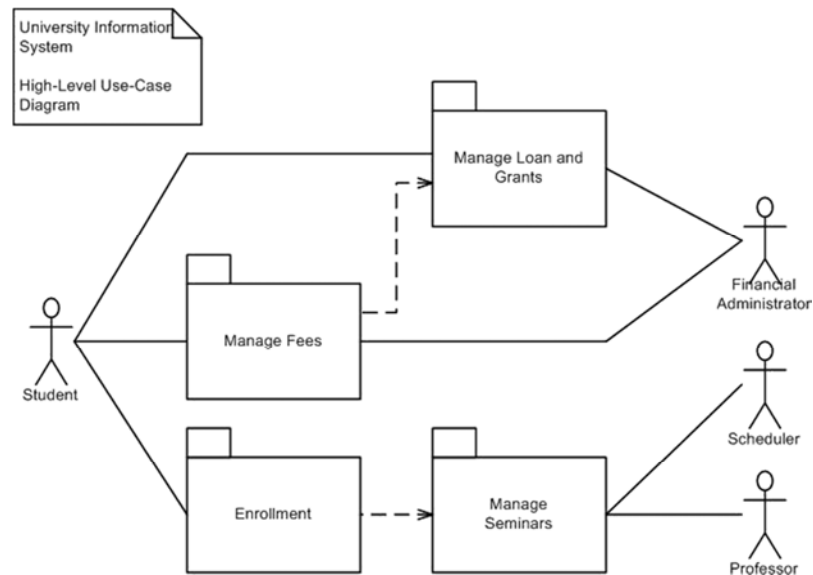 University Information
System
High-Level Use-Case
Diagram
Manage Loan and
Grants
Financial
Administrator
Manage Fees
Student
Scheduler
Enrollment
Manage
Seminars
Professor